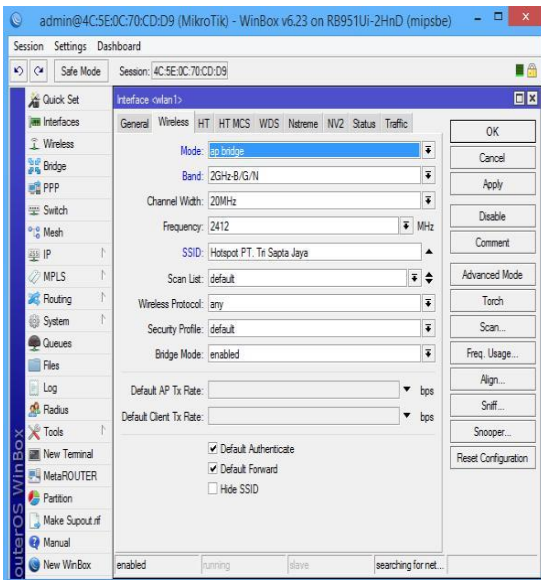 admin@4C:5E:0C:70:CD:D9 (MikroTik) - WinBox v6.23 on RB951Ui-2HnD (mipsbe)
Session Settings Dashboard
Safe Mode Session: 4C:5E:0C:70:CD:D9
Quick Set
Interfaces
Wireless
Bridge
PPP
Switch
Mesh
IP
MPLS
Routing
System
Queues
Files
Log
Radius
Tools
New Terminal
MetaROUTER
Partition
Make Supout.rif
Manual
New WinBox
outerOS WinBox
Interface <wlan1>
General Wireless HT HT MCS WDS Nstreme NV2 Status Traffic
Mode: ap bridge
Band: 2GHz-B/G/N
Channel Width: 20MHz
Frequency: 2412 MHz
SSID: Hotspot PT. Tri Sapta Jaya
Scan List: default
Wireless Protocol: any
Security Profile: default
Bridge Mode: enabled
Default AP Tx Rate: bps
Default Client Tx Rate: bps
Default Authenticate
Default Forward
Hide SSID
OK
Cancel
Apply
Disable
Comment
Advanced Mode
Torch
Scan...
Freq. Usage...
Align...
Sniff...
Snooper...
Reset Configuration
enabled running slave searching for net...